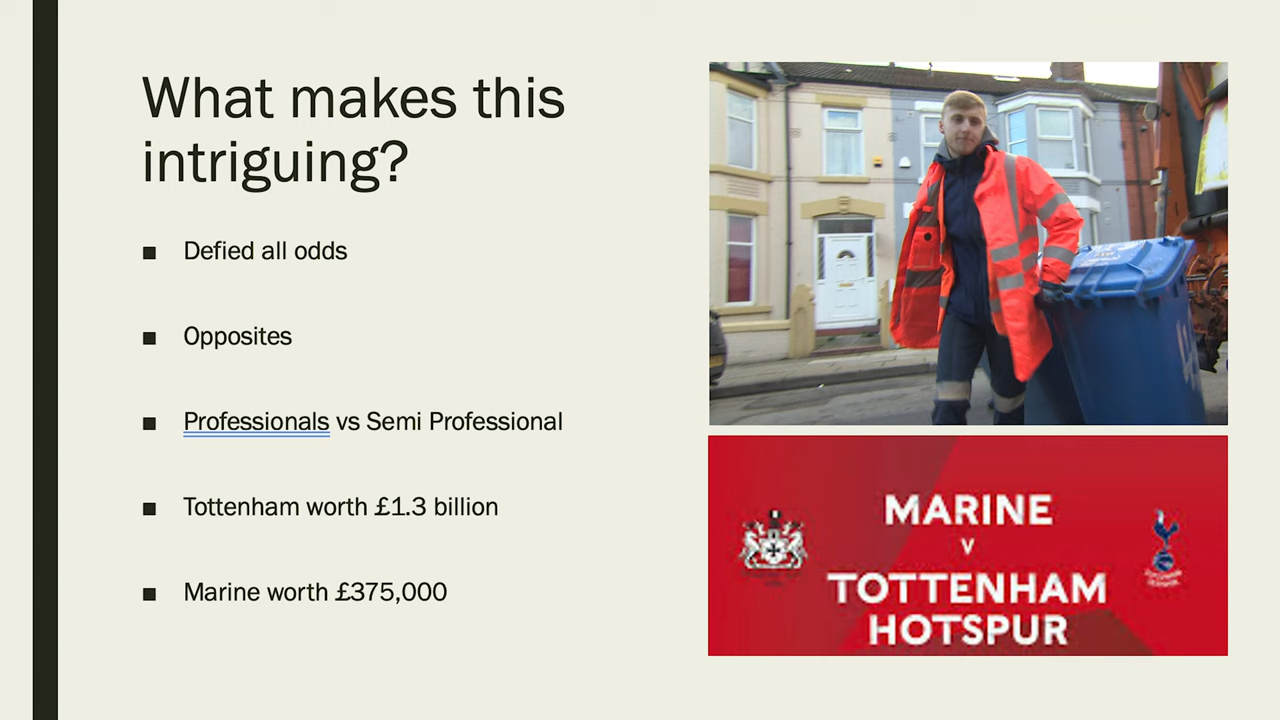 What makes this
intriguing?
Defied all odds
Opposites
Professionals vs Semi Professional
Tottenham worth £1.3 billion
Marine worth £375,000
MARINE
v
TOTTENHAM
HOTSPUR